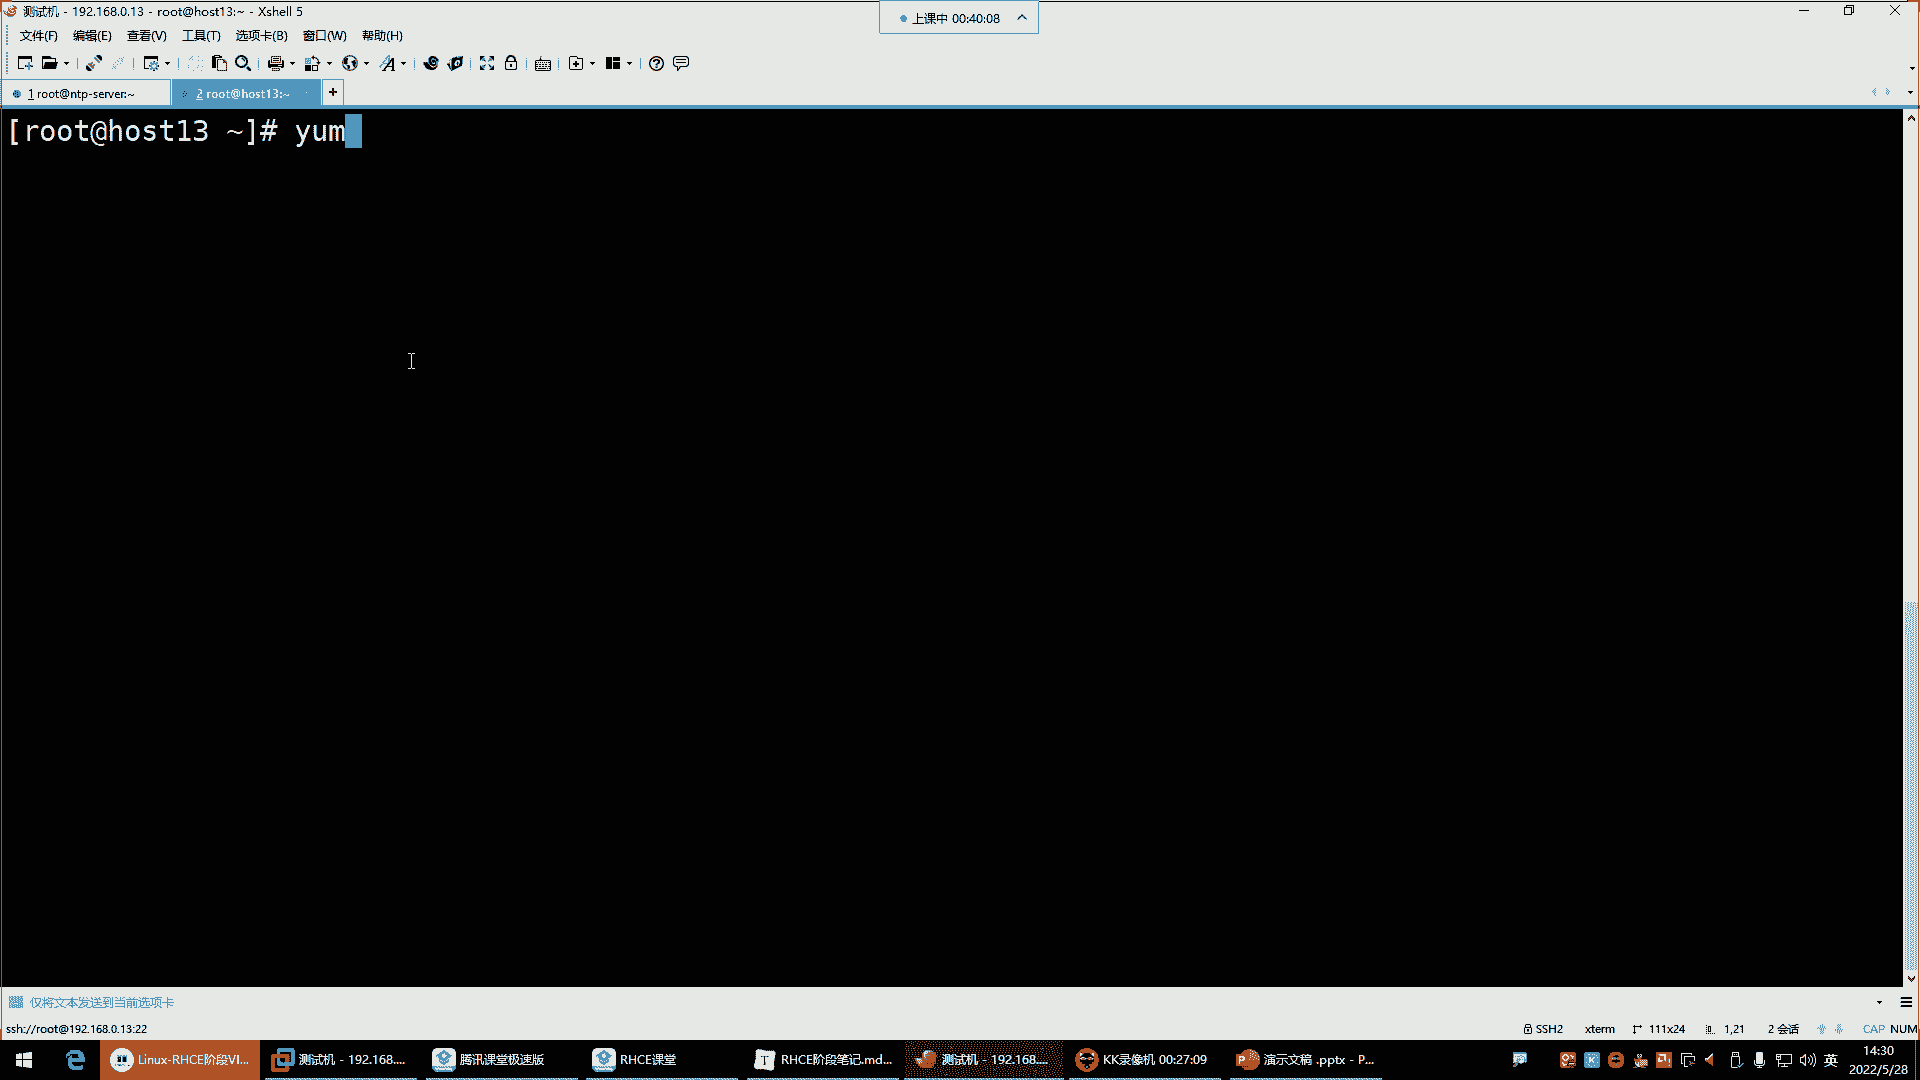 测试机 - 192.168.0.13 - root@host13:~ - Xshell 5
上课中 00:40:08
文件(F) 编辑(E) 查看(V) 工具(T) 选项卡(B) 窗口(W) 帮助(H)
1 root@ntp-server:~ 2 root@host13:~ +
[root@host13 ~]# yum
仅将文本发送到当前选项卡
ssh://root@192.168.0.13:22 SSH2 xterm 111x24 1,21 2 会话 CAP NUM
Linux-RHCE阶段VI... 测试机 - 192.168.... 腾讯课堂极速版 RHCE课堂 RHCE阶段笔记.md... 测试机 - 192.168.... KK录像机 00:27:09 演示文稿 .pptx - P... 英 14:30
2022/5/28